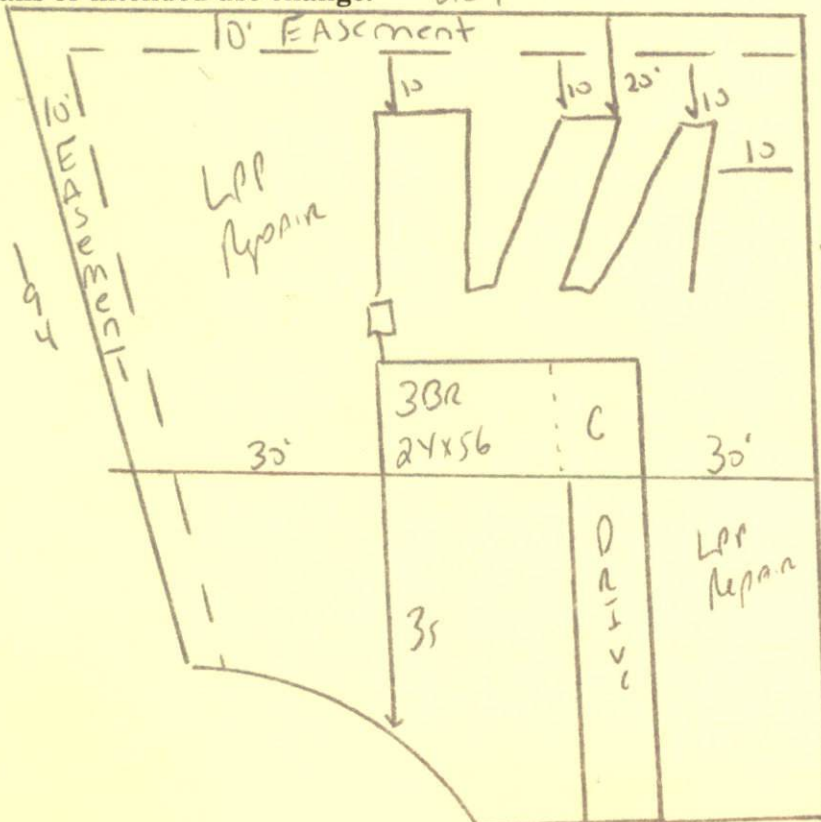 10' EASEMENT
10
10
20'
10
10
10' EASEMENT
LPP
Repair
94
3BR
24x56
C
30'
30'
DRIVE
LPP
Repair
35